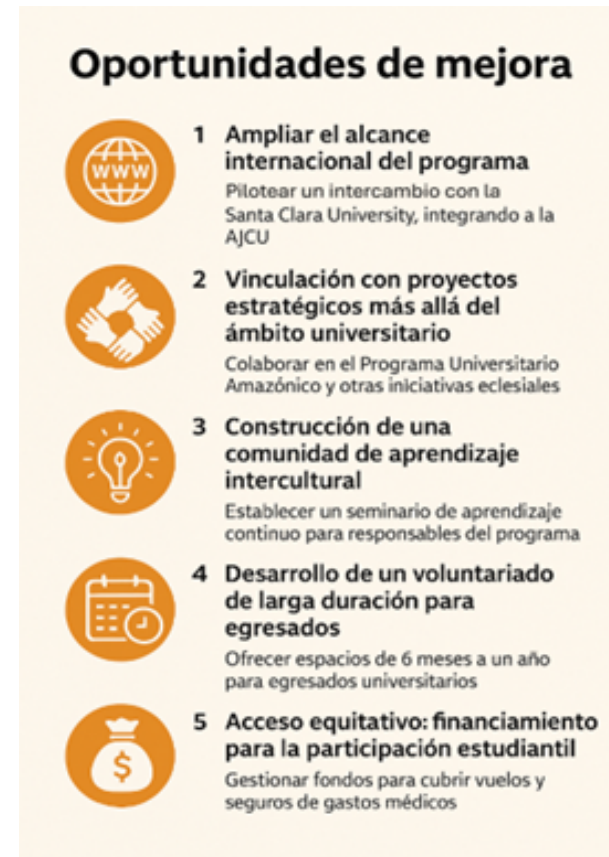 Oportunidades de mejora
WWW
1 Ampliar el alcance
internacional del programa
Pilotear un intercambio con la
Santa Clara University, integrando a la
AJCU
2 Vinculación con proyectos
estratégicos más allá del
ámbito universitario
Colaborar en el Programa Universitario
Amazónico y otras iniciativas eclesiales
3 Construcción de una
comunidad de aprendizaje
intercultural
Establecer un seminario de aprendizaje
continuo para responsables del programa
4 Desarrollo de un voluntariado
de larga duración para
egresados
Ofrecer espacios de 6 meses a un año
para egresados universitarios
5 Acceso equitativo: financiamiento
para la participación estudiantil
$
Gestionar fondos para cubrir vuelos y
seguros de gastos médicos